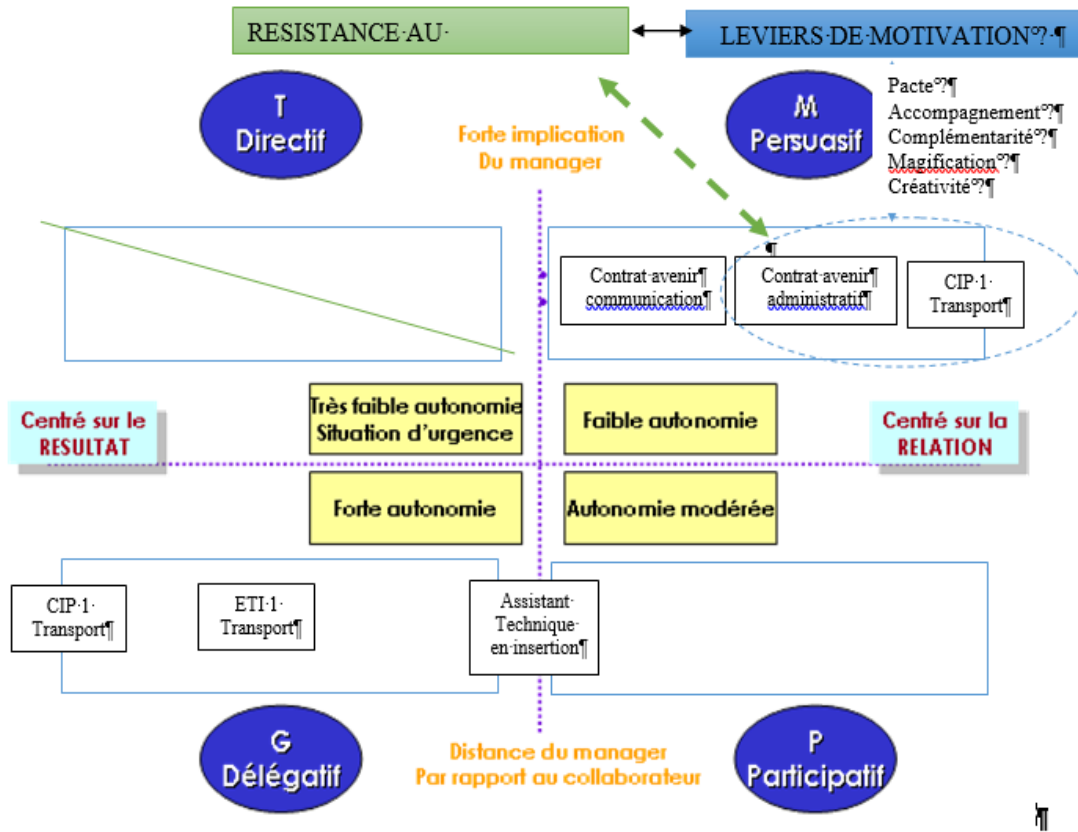 RESISTANCE·AU·
LEVIERS·DE·MOTIVATION°?·¶
T
Directif
M
Persuasif
Pacte°?¶
Accompagnement°?¶
Complémentarité°?¶
Magification°?¶
Créativité°?¶
Forte implication
Du manager
¶
Contrat·avenir¶
communication¶
Contrat·avenir¶
administratif¶
CIP·1·
Transport¶
Très faible autonomie
Situation d'urgence
Faible autonomie
Centré sur le
RESULTAT
Centré sur la
RELATION
Forte autonomie
Autonomie modérée
CIP·1·
Transport¶
ETI·1·
Transport¶
Assistant·
Technique·
en·insertion¶
G
Délégatif
Distance du manager
Par rapport au collaborateur
P
Participatif
¶